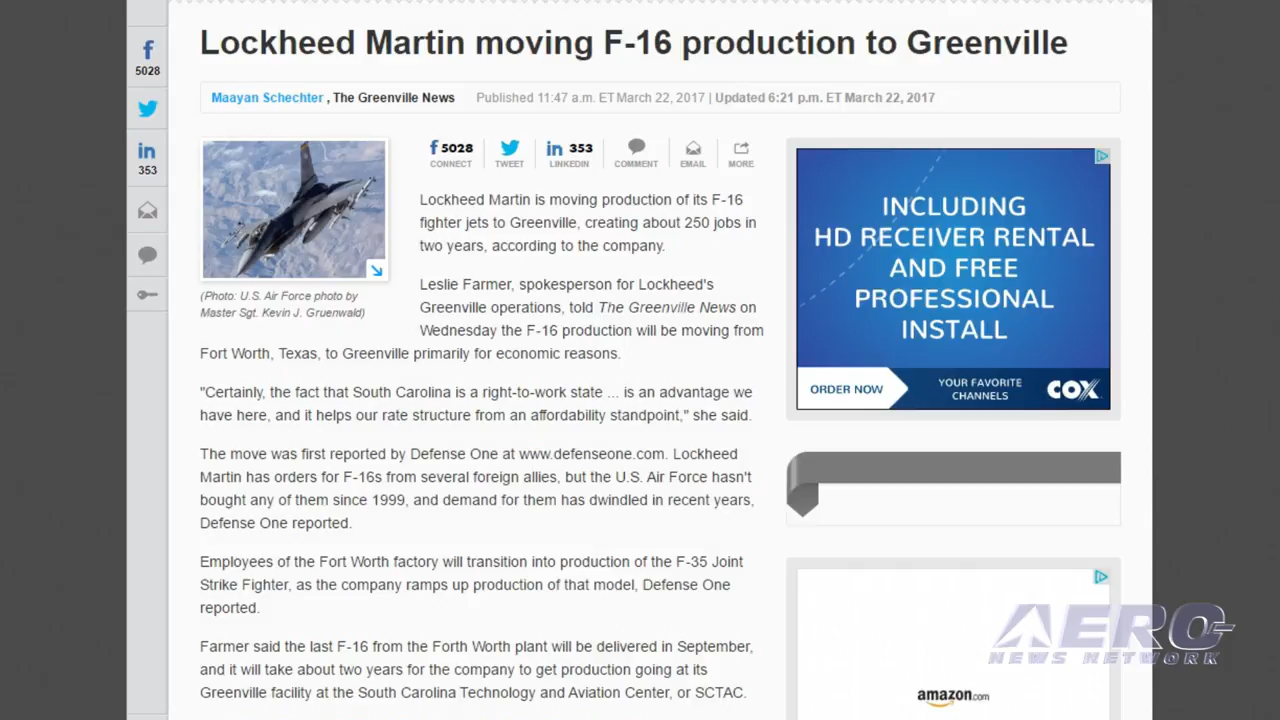 Lockheed Martin moving F-16 production to Greenville
5028
353
Maayan Schechter , The Greenville News Published 11:47 a.m. ET March 22, 2017 | Updated 6:21 p.m. ET March 22, 2017
5028
CONNECT
TWEET
353
LINKEDIN
COMMENT
EMAIL
MORE
(Photo: U.S. Air Force photo by
Master Sgt. Kevin J. Gruenwald)
Lockheed Martin is moving production of its F-16
fighter jets to Greenville, creating about 250 jobs in
two years, according to the company.
Leslie Farmer, spokesperson for Lockheed's
Greenville operations, told The Greenville News on
Wednesday the F-16 production will be moving from
Fort Worth, Texas, to Greenville primarily for economic reasons.
"Certainly, the fact that South Carolina is a right-to-work state ... is an advantage we
have here, and it helps our rate structure from an affordability standpoint," she said.
The move was first reported by Defense One at www.defenseone.com. Lockheed
Martin has orders for F-16s from several foreign allies, but the U.S. Air Force hasn't
bought any of them since 1999, and demand for them has dwindled in recent years,
Defense One reported.
Employees of the Fort Worth factory will transition into production of the F-35 Joint
Strike Fighter, as the company ramps up production of that model, Defense One
reported.
Farmer said the last F-16 from the Forth Worth plant will be delivered in September,
and it will take about two years for the company to get production going at its
Greenville facility at the South Carolina Technology and Aviation Center, or SCTAC.
INCLUDING
HD RECEIVER RENTAL
AND FREE
PROFESSIONAL
INSTALL
ORDER NOW
YOUR FAVORITE
CHANNELS
COX
AERO
NEWS NETWORK
amazon.com